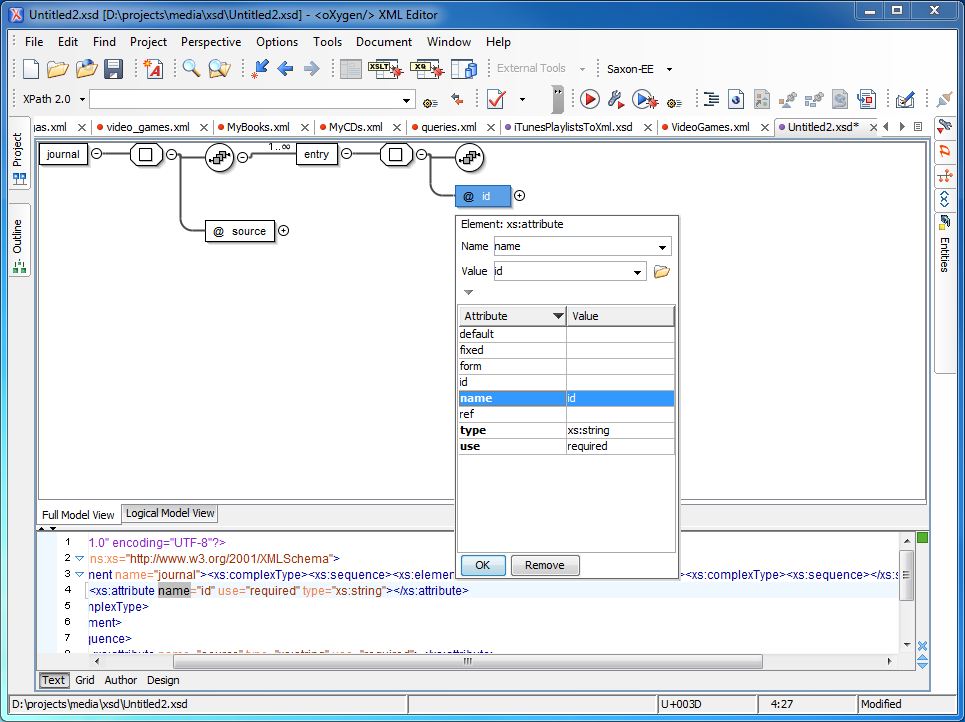 Untitled2.xsd [D:\projects\media\xsd\Untitled2.xsd] - <oXygen/> XML Editor
File Edit Find Project Perspective Options Tools Document Window Help
XSLT XQ External Tools Saxon-EE
XPath 2.0
jas.xml video_games.xml MyBooks.xml MyCDs.xml queries.xml iTunesPlaylistsToXml.xsd VideoGames.xml Untitled2.xsd*
Project
Outline
Entities
journal 1..∞ entry
@ id
@ source
Element: xs:attribute
Name name
Value id
Attribute Value
default
fixed
form
id
name id
ref
type xs:string
use required
OK Remove
Full Model View Logical Model View
1 1.0" encoding="UTF-8"?>
2 ns:xs="http://www.w3.org/2001/XMLSchema">
3 ment name="journal"><xs:complexType><xs:sequence><xs:elemen xs:complexType><xs:sequence></xs:s
4 <xs:attribute name="id" use="required" type="xs:string"></xs:attribute>
5 mplexType>
6 ment>
7 quence>
Text Grid Author Design
D:\projects\media\xsd\Untitled2.xsd U+003D 4:27 Modified